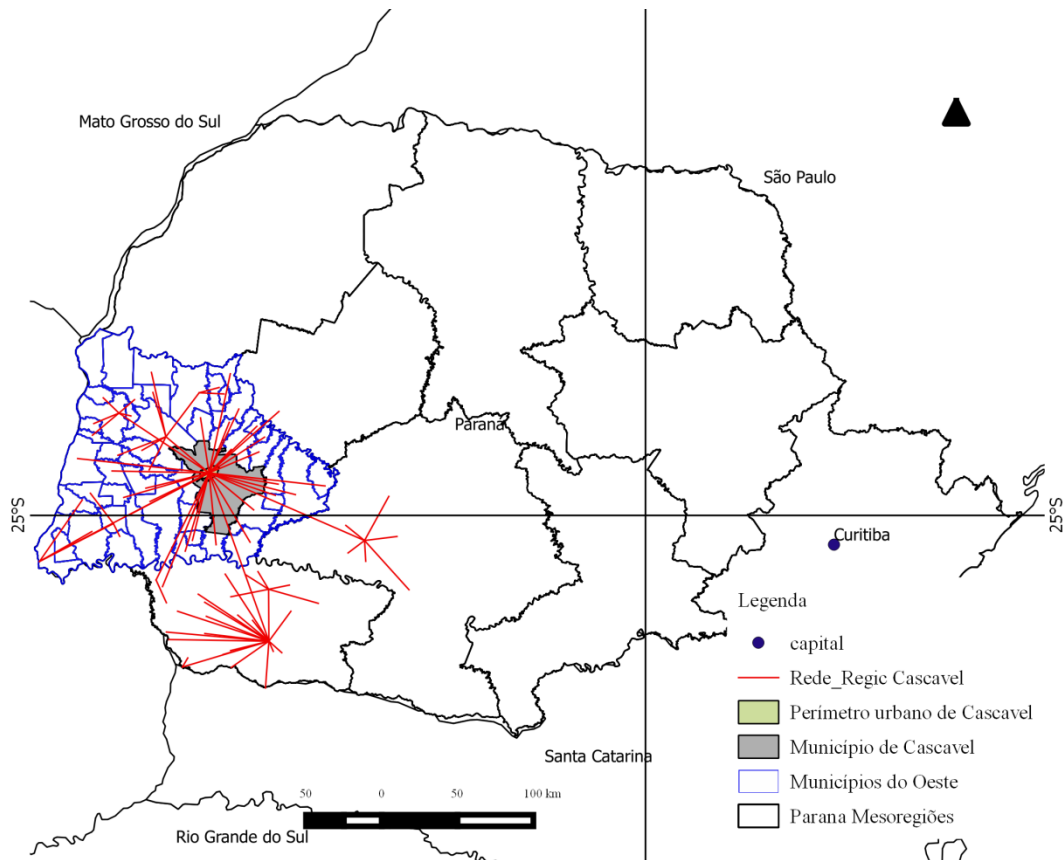 Mato Grosso do Sul
São Paulo
Paraná
25°S
25°S
Curitiba
Legenda
capital
Rede_Regic Cascavel
Perímetro urbano de Cascavel
Município de Cascavel
Municípios do Oeste
Parana Mesoregiões
Santa Catarina
50 0 50 100 km
Rio Grande do Sul